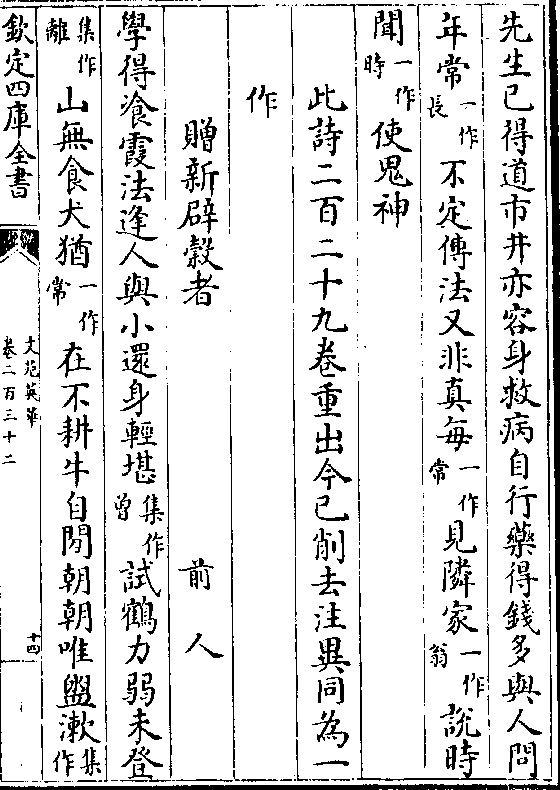 先生已得道市井亦容身救病自行藥得錢多與人問
年常一作長不定傳法又非真每一作常見隣家一作翁說時
聞一作時使鬼神
此詩二百二十九卷重出今已削去注異同為一
作
贈新辟糓者 前人
學得飡霞法逢人與小還身輕堪集作曾試鶴力弱未登
集作離山無食犬猶一作常在不耕牛自閒朝朝唯盥漱集作
欽定四庫全書
文苑英華
卷二百三十二
十四